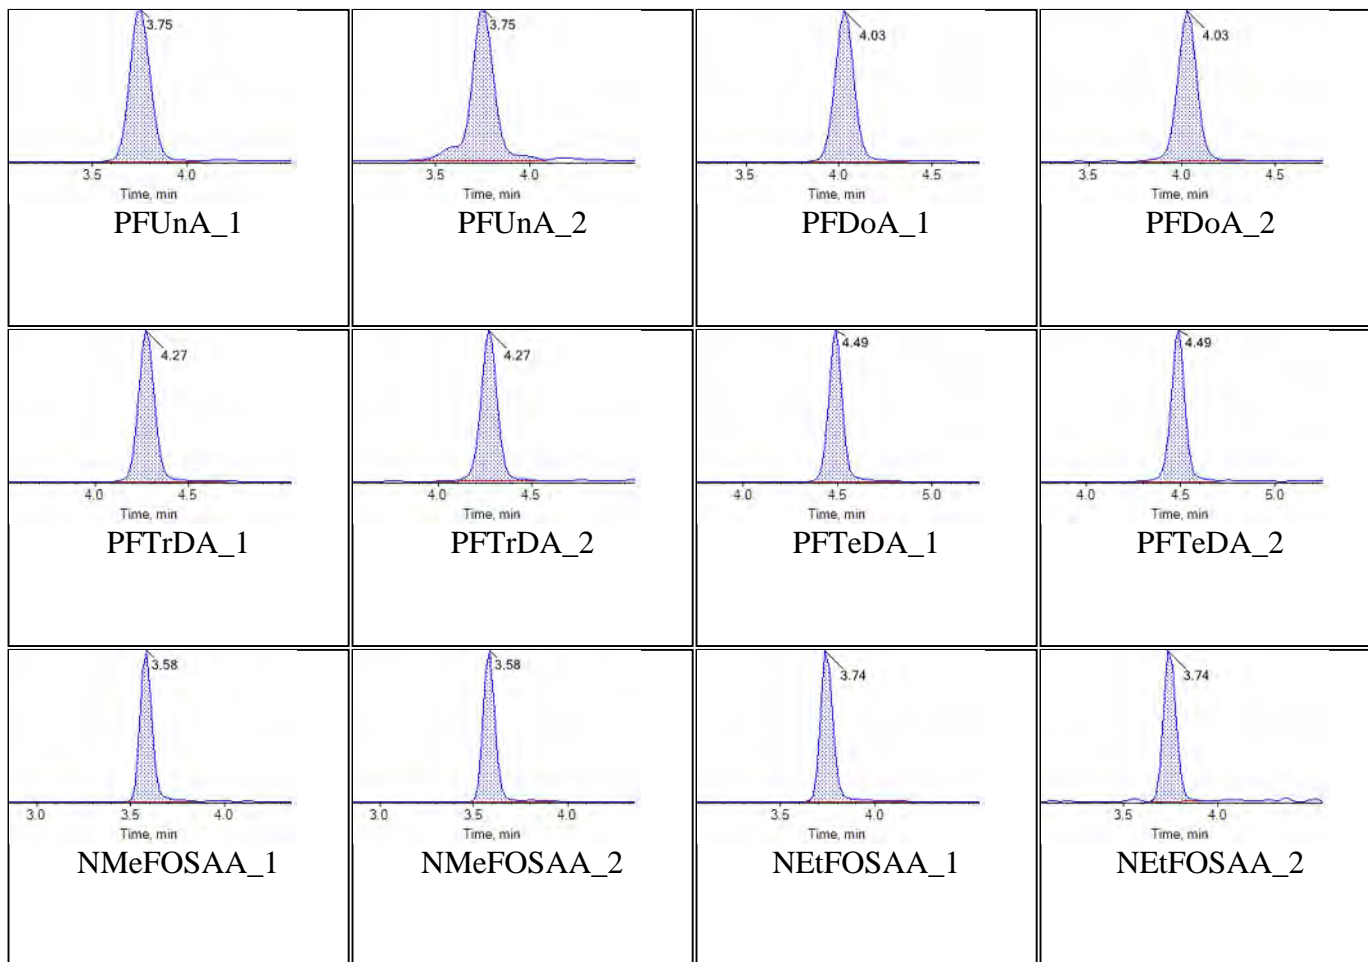 3.75
3.5 4.0
Time, min
PFUnA_1
3.75
3.5 4.0
Time, min
PFUnA_2
4.03
3.5 4.0 4.5
Time, min
PFDoA_1
4.03
3.5 4.0 4.5
Time, min
PFDoA_2
4.27
4.0 4.5
Time, min
PFTrDA_1
4.27
4.0 4.5
Time, min
PFTrDA_2
4.49
4.0 4.5 5.0
Time, min
PFTeDA_1
4.49
4.0 4.5 5.0
Time, min
PFTeDA_2
3.58
3.0 3.5 4.0
Time, min
NMeFOSAA_1
3.58
3.0 3.5 4.0
Time, min
NMeFOSAA_2
3.74
3.5 4.0
Time, min
NEtFOSAA_1
3.74
3.5 4.0
Time, min
NEtFOSAA_2